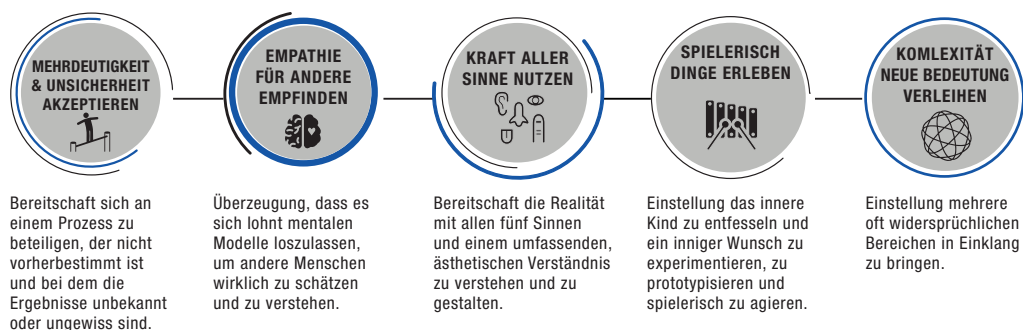 MEHRDEUTIGKEIT
& UNSICHERHEIT
AKZEPTIEREN
EMPATHIE
FÜR ANDERE
EMPFINDEN
KRAFT ALLER
SINNE NUTZEN
SPIELERISCH
DINGE ERLEBEN
KOMLEXITÄT
NEUE BEDEUTUNG
VERLEIHEN
Bereitschaft sich an
einem Prozess zu
beteiligen, der nicht
vorherbestimmt ist
und bei dem die
Ergebnisse unbekannt
oder ungewiss sind.
Überzeugung, dass es
sich lohnt mentalen
Modelle loszulassen,
um andere Menschen
wirklich zu schätzen
und zu verstehen.
Bereitschaft die Realität
mit allen fünf Sinnen
und einem umfassenden,
ästhetischen Verständnis
zu verstehen und zu
gestalten.
Einstellung das innere
Kind zu entfesseln und
ein inniger Wunsch zu
experimentieren, zu
prototypisieren und
spielerisch zu agieren.
Einstellung mehrere
oft widersprüchlichen
Bereichen in Einklang
zu bringen.